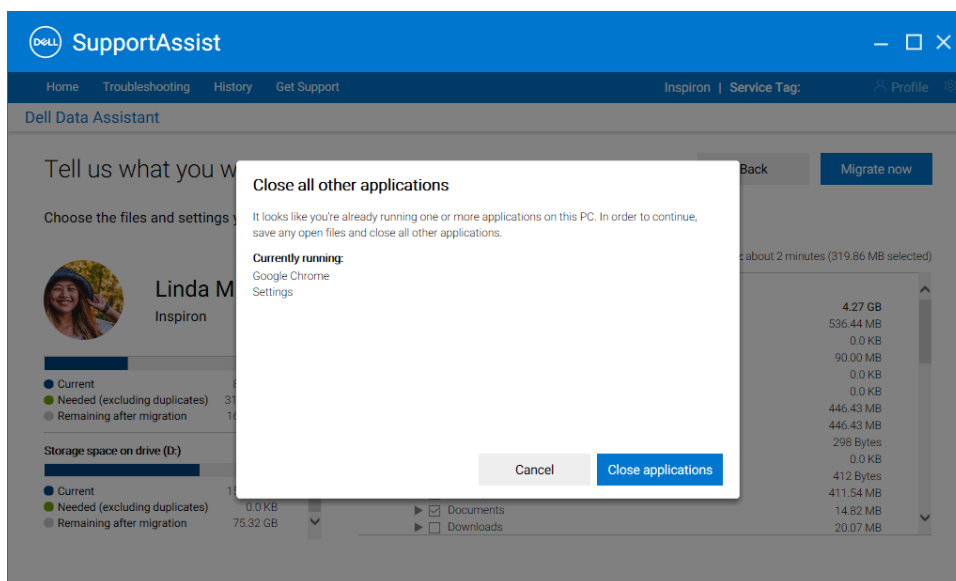 DELL SupportAssist
Home Troubleshooting History Get Support Inspiron | Service Tag: Profile
Dell Data Assistant
Tell us what you
Back
Migrate now
Choose the files and settings
about 2 minutes (319.86 MB selected)
Linda
Inspiron
Close all other applications
It looks like you're already running one or more applications on this PC. In order to continue,
save any open files and close all other applications.
Currently running:
Google Chrome
Settings
Cancel
Close applications
Current
Needed (excluding duplicates)
Remaining after migration
Storage space on drive (D:)
Current
Needed (excluding duplicates) 0.0 KB
Remaining after migration 75.32 GB
4.27 GB
536.44 MB
0.0 KB
90.00 MB
0.0 KB
0.0 KB
446.43 MB
446.43 MB
298 Bytes
0.0 KB
412 Bytes
411.54 MB
Documents 14.82 MB
Downloads 20.07 MB